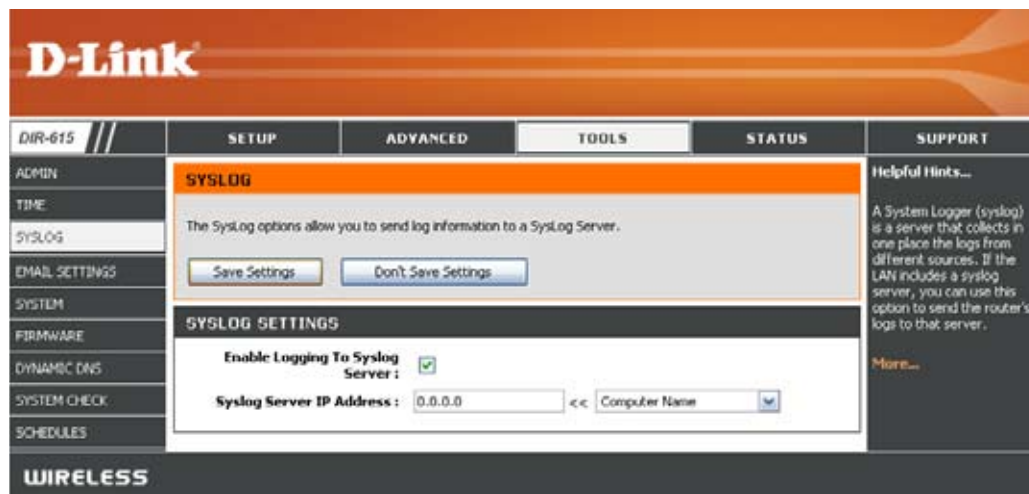 D-Link
DIR-615
SETUP
ADVANCED
TOOLS
STATUS
SUPPORT
ADMIN
TIME
SYSLOG
EMAIL SETTINGS
SYSTEM
FIRMWARE
DYNAMIC DNS
SYSTEM CHECK
SCHEDULES
SYSLOG
The SysLog options allow you to send log information to a SysLog Server.
Save Settings
Don't Save Settings
SYSLOG SETTINGS
Enable Logging To Syslog
Server :
Syslog Server IP Address :
0.0.0.0
<<
Computer Name
Helpful Hints...
A System Logger (syslog)
is a server that collects in
one place the logs from
different sources. If the
LAN includes a syslog
server, you can use this
option to send the router's
logs to that server.
More...
WIRELESS